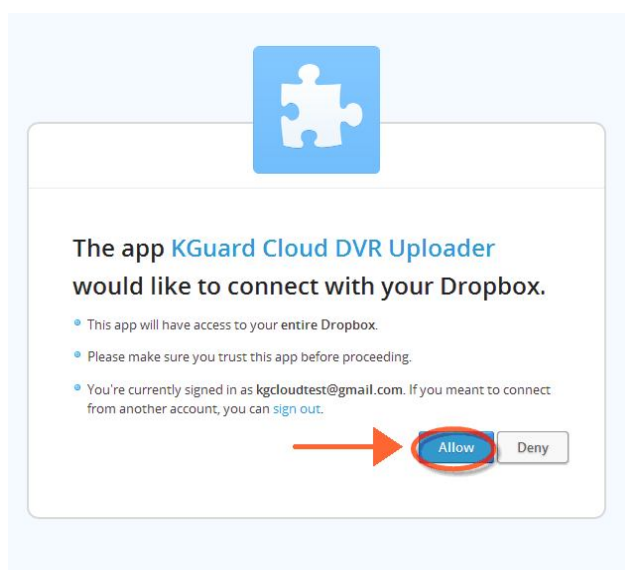 The app KGuard Cloud DVR Uploader
would like to connect with your Dropbox.
This app will have access to your entire Dropbox.
Please make sure you trust this app before proceeding.
You're currently signed in as kgcloudtest@gmail.com. If you meant to connect
from another account, you can sign out.
Allow Deny